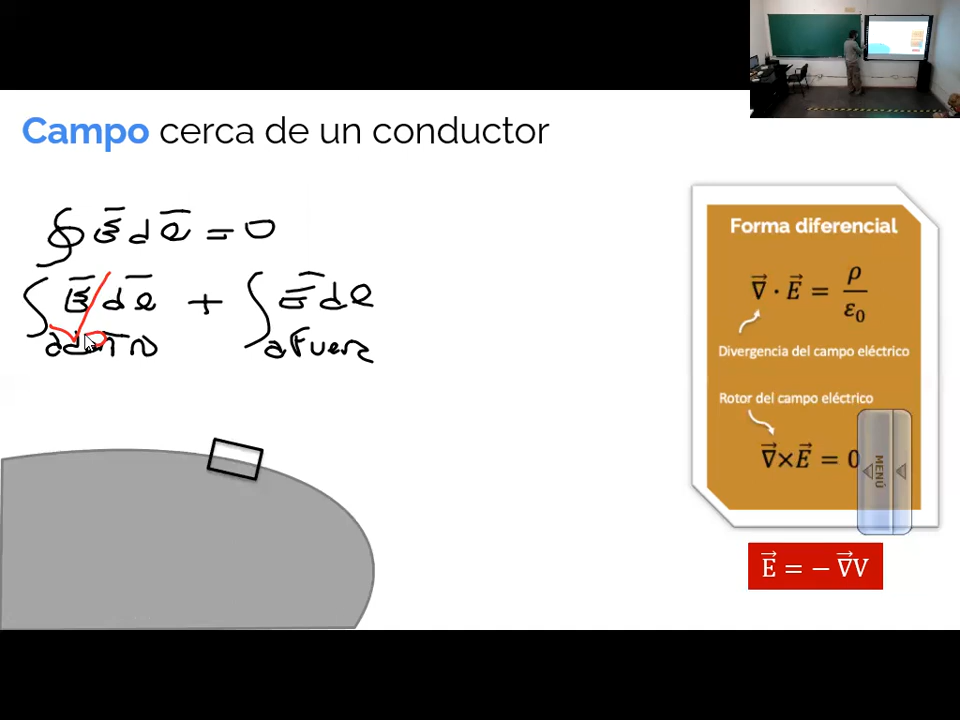 Campo cerca de un conductor
∮ E̅ d l̅ = 0
∫ E̅ d l̅ + ∫ E̅ d l
adentro afuera
Forma diferencial
∇⃗ · E⃗ = ρ / ε₀
Divergencia del campo eléctrico
Rotor del campo eléctrico
∇⃗ × E⃗ = 0
MENÚ
E⃗ = − ∇⃗V